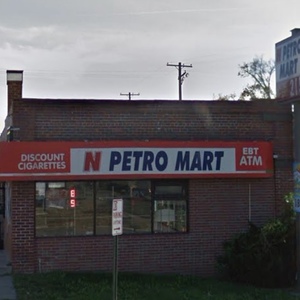 DISCOUNT
CIGARETTES
N PETRO MART
EBT
ATM
PETRO
MART